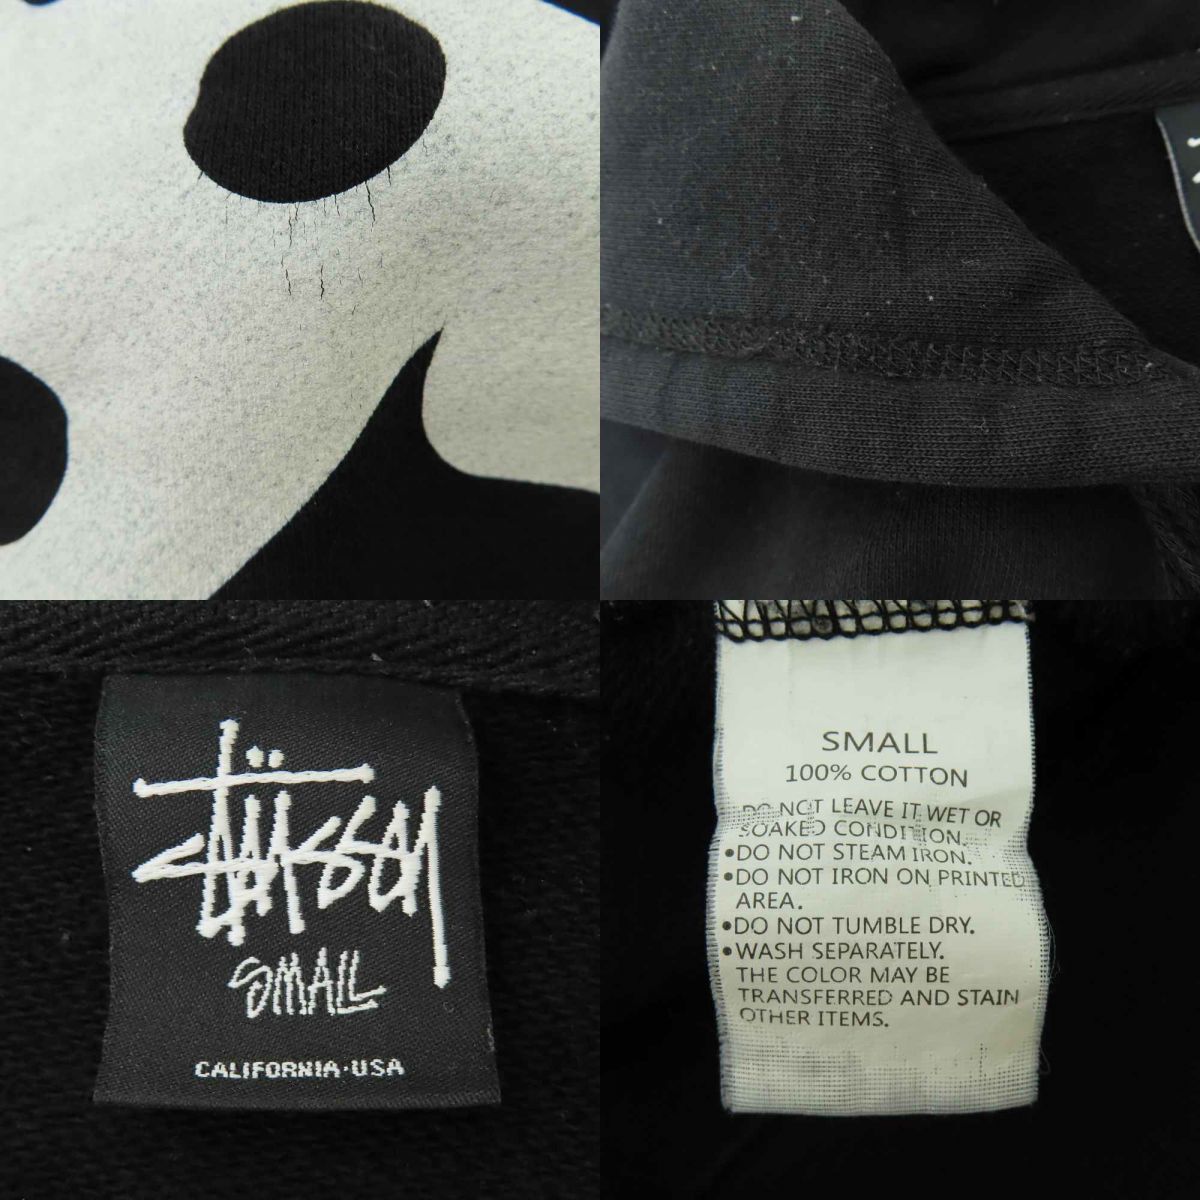 Stüssy
SMALL
CALIFORNIA·USA
SMALL
100% COTTON
DO NOT LEAVE IT WET OR
SOAKED CONDITION.
•DO NOT STEAM IRON.
•DO NOT IRON ON PRINTED
AREA.
•DO NOT TUMBLE DRY.
•WASH SEPARATELY.
THE COLOR MAY BE
TRANSFERRED AND STAIN
OTHER ITEMS.